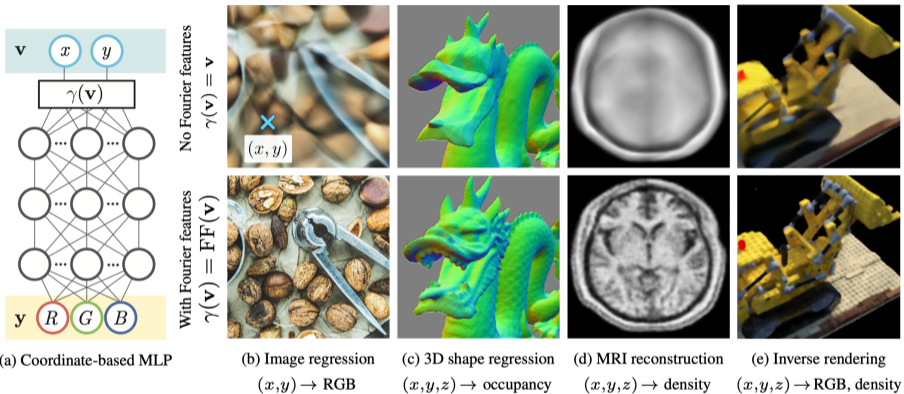 v x y
γ(v)
R G B
y
(a) Coordinate-based MLP
No Fourier features
γ(v) = v
With Fourier features
γ(v) = FF(v)
(x,y)
(b) Image regression
(x,y) → RGB
(c) 3D shape regression
(x,y,z) → occupancy
(d) MRI reconstruction
(x,y,z) → density
(e) Inverse rendering
(x,y,z) → RGB, density